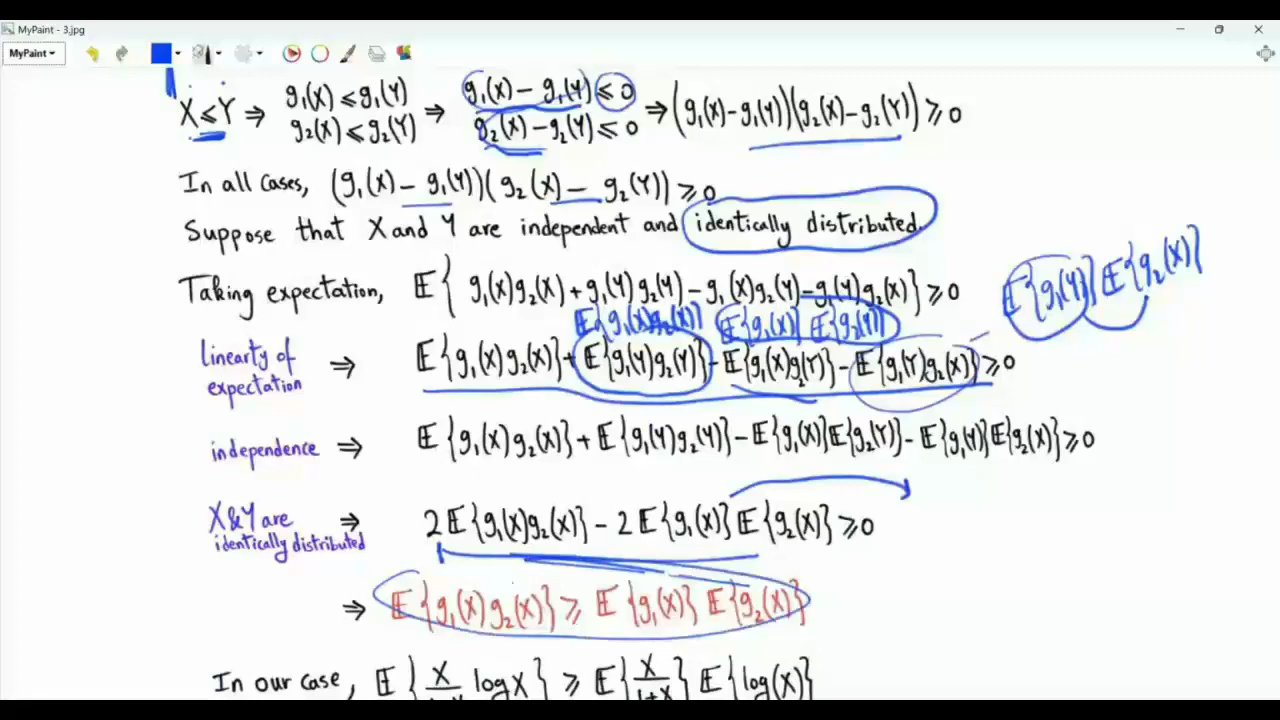 MyPaint - 3.jpg
MyPaint
X ≤ Y ⇒ g₁(X) ≤ g₁(Y) ⇒ g₁(X) − g₁(Y) ≤ 0 ⇒ (g₁(X)−g₁(Y))(g₂(X)−g₂(Y)) ≥ 0
g₂(X) ≤ g₂(Y) g₂(X) − g₂(Y) ≤ 0
In all cases, (g₁(X) − g₁(Y))(g₂(X) − g₂(Y)) ≥ 0
Suppose that X and Y are independent and identically distributed.
Taking expectation, 𝔼{g₁(X)g₂(X) + g₁(Y)g₂(Y) − g₁(X)g₂(Y) − g₁(Y)g₂(X)} ≥ 0
𝔼{g₁(Y)} 𝔼{g₂(X)}
𝔼{g₁(X)g₂(X)} 𝔼{g₁(X)} 𝔼{g₂(Y)}
linearty of expectation ⇒ 𝔼{g₁(X)g₂(X)} + 𝔼{g₁(Y)g₂(Y)} − 𝔼{g₁(X)g₂(Y)} − 𝔼{g₁(Y)g₂(X)} ≥ 0
independence ⇒ 𝔼{g₁(X)g₂(X)} + 𝔼{g₁(Y)g₂(Y)} − 𝔼{g₁(X)}𝔼{g₂(Y)} − 𝔼{g₁(Y)}𝔼{g₂(X)} ≥ 0
X&Y are identically distributed ⇒ 2𝔼{g₁(X)g₂(X)} − 2𝔼{g₁(X)}𝔼{g₂(X)} ≥ 0
⇒ 𝔼{g₁(X)g₂(X)} ≥ 𝔼{g₁(X)} 𝔼{g₂(X)}
In our case, 𝔼{X/ logX} ≥ 𝔼{X/1+X} 𝔼{log(X)}